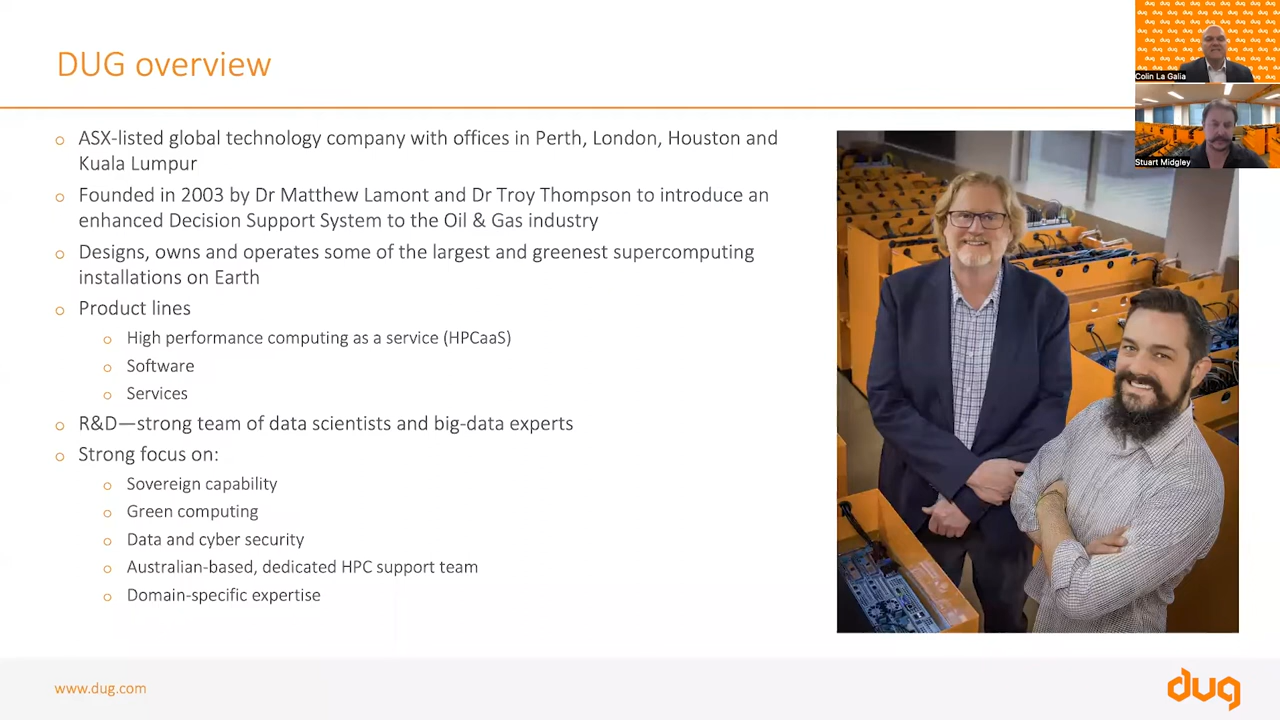 DUG overview
ASX-listed global technology company with offices in Perth, London, Houston and
Kuala Lumpur
Founded in 2003 by Dr Matthew Lamont and Dr Troy Thompson to introduce an
enhanced Decision Support System to the Oil & Gas industry
Designs, owns and operates some of the largest and greenest supercomputing
installations on Earth
Product lines
High performance computing as a service (HPCaaS)
Software
Services
R&D—strong team of data scientists and big-data experts
Strong focus on:
Sovereign capability
Green computing
Data and cyber security
Australian-based, dedicated HPC support team
Domain-specific expertise
Colin La Galia
Stuart Midgley
www.dug.com
dug